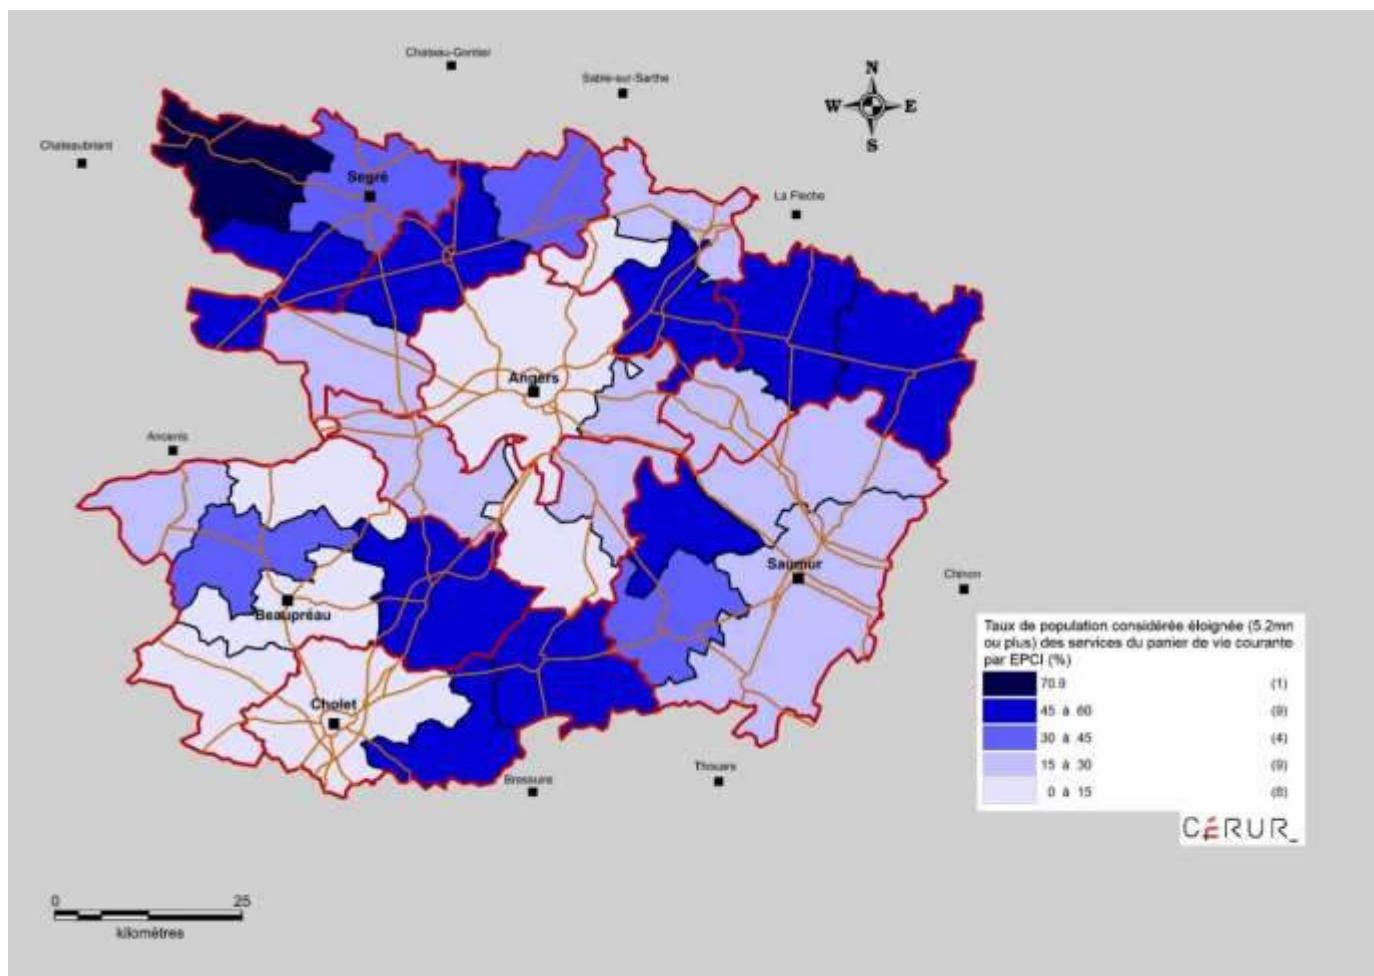 Chateau-Gontier
Sable-sur-Sarthe
N
W E
S
Chateaubriant
Segré
La Fleche
Angers
Ancenis
Saumur
Chinon
Beaupréau
Taux de population considérée éloignée (5.2mn
ou plus) des services du panier de vie courante
par EPCI (%)
70.9 (1)
45 à 60 (9)
30 à 45 (4)
15 à 30 (9)
0 à 15 (8)
Cholet
Thouars
Bressuire
CÉRUR_
0 25
kilomètres